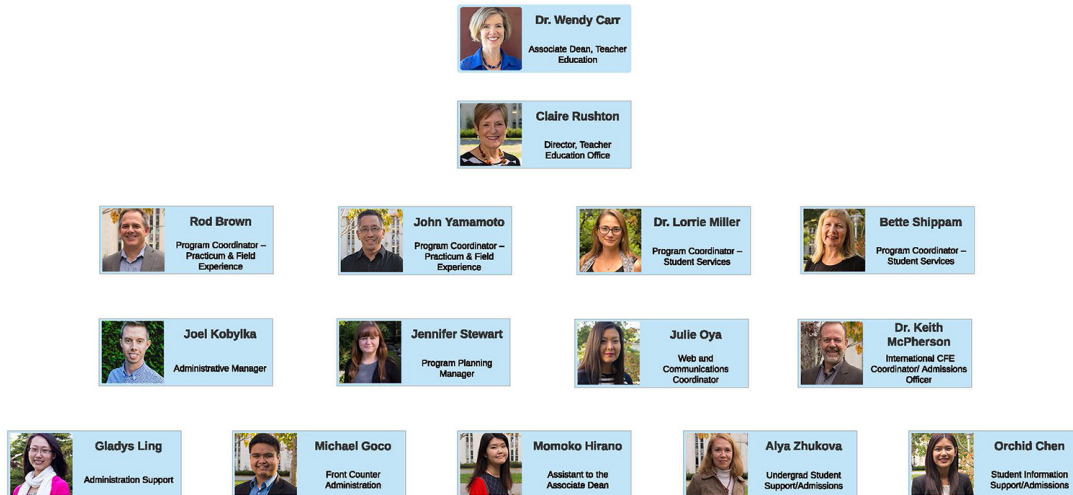 Dr. Wendy Carr
Associate Dean, Teacher
Education
Claire Rushton
Director, Teacher
Education Office
Rod Brown
Program Coordinator –
Practicum & Field
Experience
John Yamamoto
Program Coordinator –
Practicum & Field
Experience
Dr. Lorrie Miller
Program Coordinator –
Student Services
Bette Shippam
Program Coordinator –
Student Services
Joel Kobylka
Administrative Manager
Jennifer Stewart
Program Planning
Manager
Julie Oya
Web and
Communications
Coordinator
Dr. Keith
McPherson
International CFE
Coordinator/ Admissions
Officer
Gladys Ling
Administration Support
Michael Goco
Front Counter
Administration
Momoko Hirano
Assistant to the
Associate Dean
Alya Zhukova
Undergrad Student
Support/Admissions
Orchid Chen
Student Information
Support/Admissions